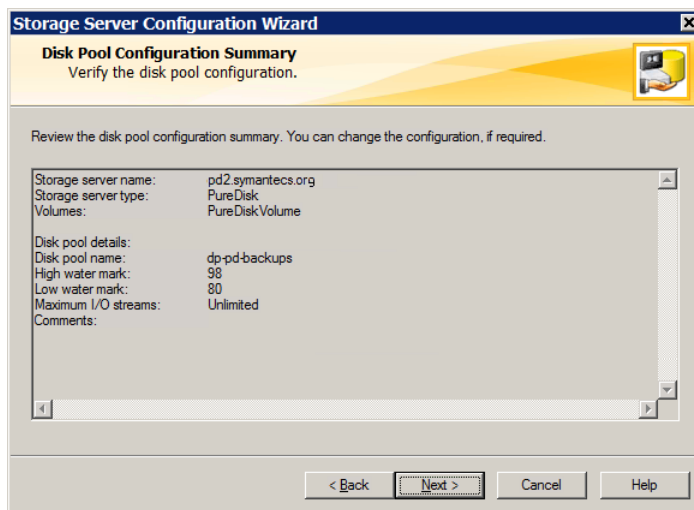 Storage Server Configuration Wizard
Disk Pool Configuration Summary
Verify the disk pool configuration.
Review the disk pool configuration summary. You can change the configuration, if required.
Storage server name: pd2.symantecs.org
Storage server type: PureDisk
Volumes: PureDiskVolume
Disk pool details:
Disk pool name: dp-pd-backups
High water mark: 98
Low water mark: 80
Maximum I/O streams: Unlimited
Comments:
< Back Next > Cancel Help